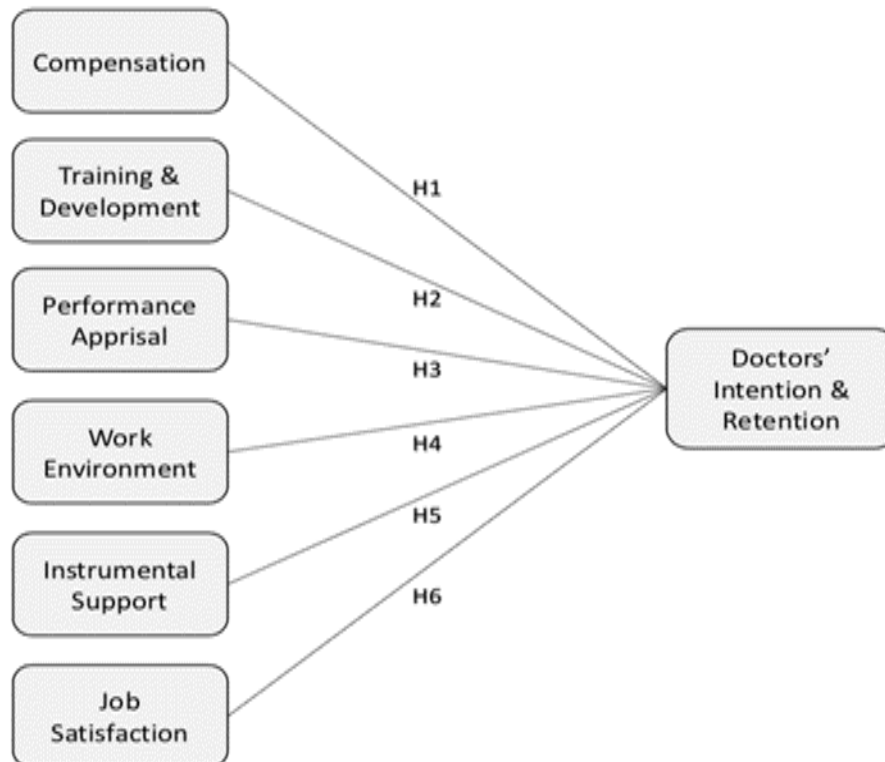 Compensation
Training &
Development
Performance
Apprisal
Work
Environment
Instrumental
Support
Job
Satisfaction
H1
H2
H3
H4
H5
H6
Doctors’
Intention &
Retention